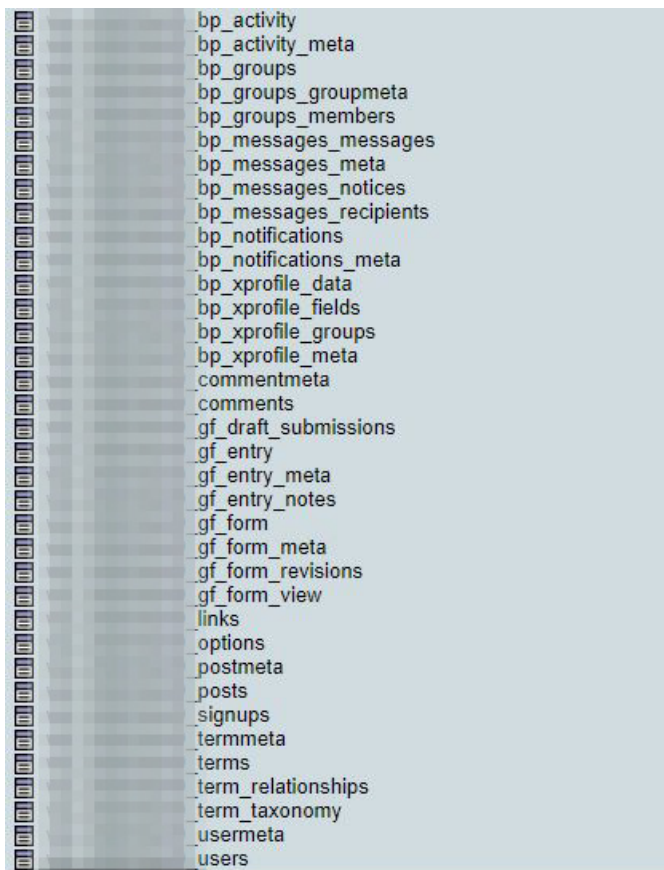 _bp_activity
_bp_activity_meta
_bp_groups
_bp_groups_groupmeta
_bp_groups_members
_bp_messages_messages
_bp_messages_meta
_bp_messages_notices
_bp_messages_recipients
_bp_notifications
_bp_notifications_meta
_bp_xprofile_data
_bp_xprofile_fields
_bp_xprofile_groups
_bp_xprofile_meta
_commentmeta
_comments
_gf_draft_submissions
_gf_entry
_gf_entry_meta
_gf_entry_notes
_gf_form
_gf_form_meta
_gf_form_revisions
_gf_form_view
_links
_options
_postmeta
_posts
_signups
_termmeta
_terms
_term_relationships
_term_taxonomy
_usermeta
_users